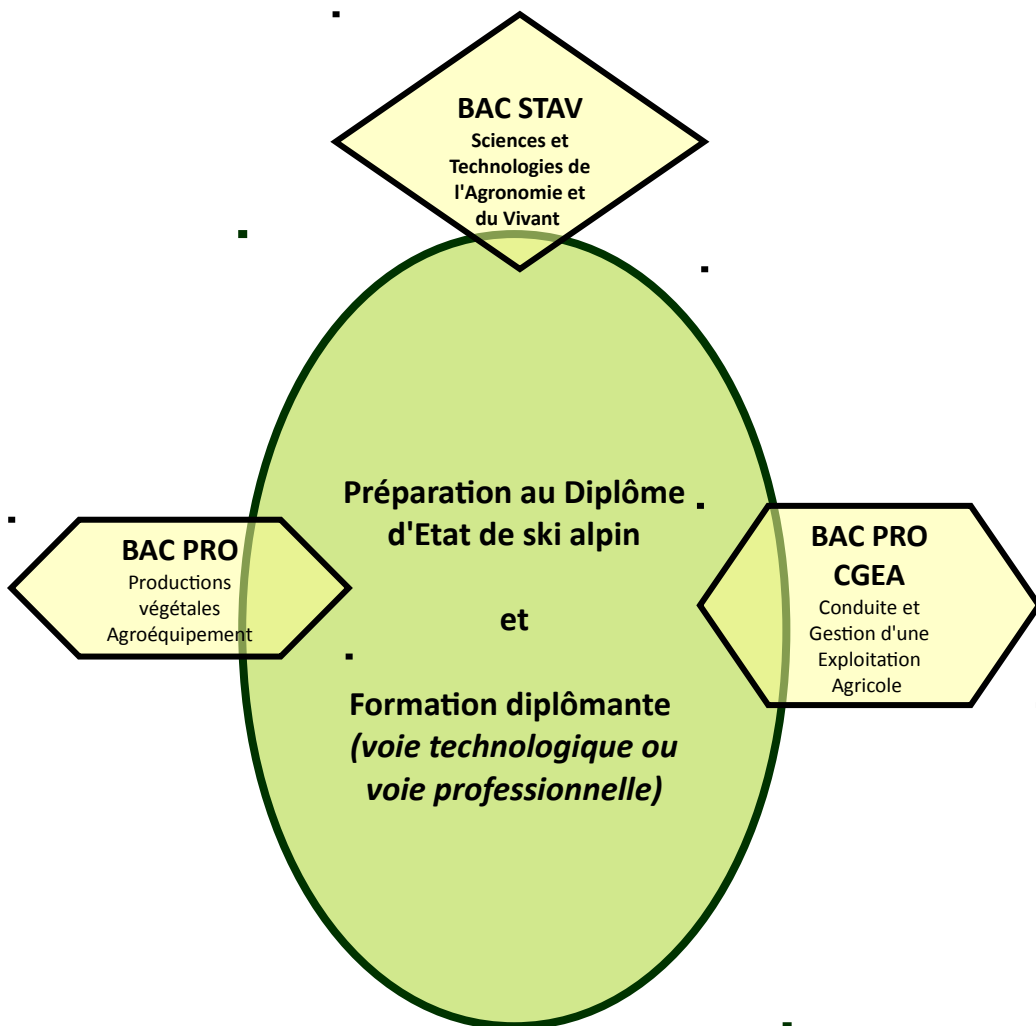 BAC STAV
Sciences et
Technologies de
l'Agronomie et
du Vivant
Préparation au Diplôme
d'Etat de ski alpin
et
Formation diplômante
(voie technologique ou
voie professionnelle)
BAC PRO
Productions
végétales
Agroéquipement
BAC PRO
CGEA
Conduite et
Gestion d'une
Exploitation
Agricole